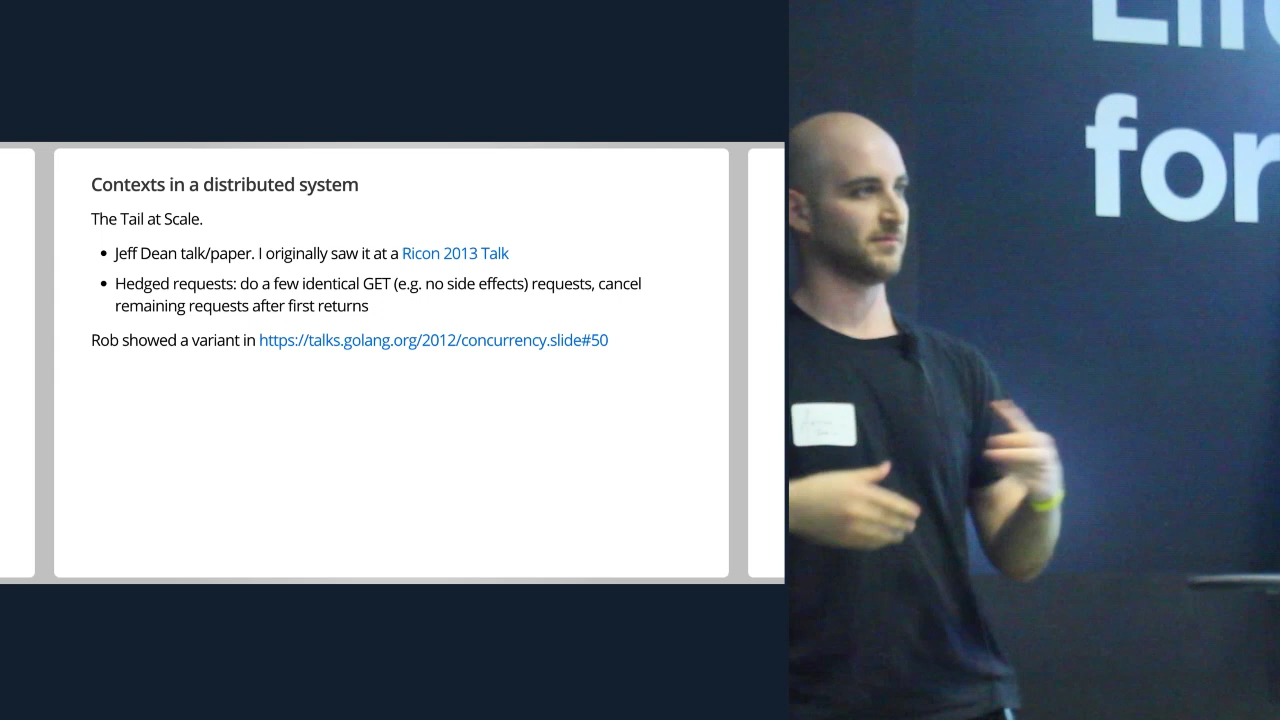 Contexts in a distributed system
The Tail at Scale.
• Jeff Dean talk/paper. I originally saw it at a Ricon 2013 Talk
• Hedged requests: do a few identical GET (e.g. no side effects) requests, cancel
remaining requests after first returns
Rob showed a variant in https://talks.golang.org/2012/concurrency.slide#50
for